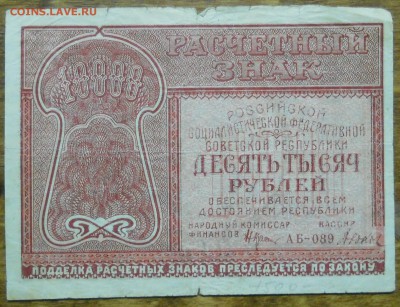 COINS.LAVE.RU
10000
РАСЧЕТНЫЙ
ЗНАК
РОССИЙСКОЙ
СОЦИАЛИСТИЧЕСКОЙ ФЕДЕРАТИВНОЙ
СОВЕТСКОЙ РЕСПУБЛИКИ
ДЕСЯТЬ ТЫСЯЧ
РУБЛЕЙ
ОБЕСПЕЧИВАЕТСЯ ВСЕМ
ДОСТОЯНИЕМ РЕСПУБЛИКИ
НАРОДНЫЙ КОМИССАР КАССИР
ФИНАНСОВ АБ-089
ПОДДЕЛКА РАСЧЕТНЫХ ЗНАКОВ ПРЕСЛЕДУЕТСЯ ПО ЗАКОНУ